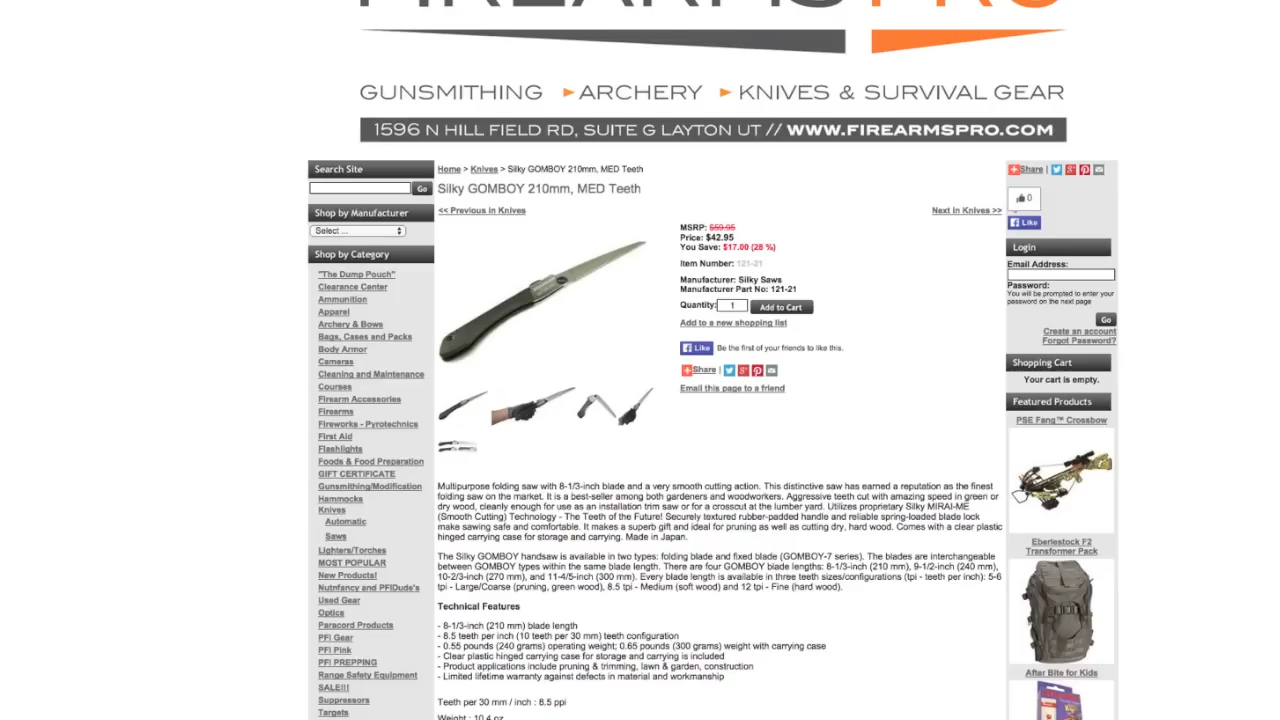 FIREARMSPRO
GUNSMITHING ARCHERY KNIVES & SURVIVAL GEAR
1596 N HILL FIELD RD, SUITE G LAYTON UT // WWW.FIREARMSPRO.COM
Search Site
Go
Shop by Manufacturer
Select ...
Shop by Category
"The Dump Pouch"
Clearance Center
Ammunition
Apparel
Archery & Bows
Bags, Cases and Packs
Body Armor
Cameras
Cleaning and Maintenance
Courses
Firearm Accessories
Firearms
Fireworks - Pyrotechnics
First Aid
Flashlights
Foods & Food Preparation
GIFT CERTIFICATE
Gunsmithing/Modification
Hammocks
Knives
Automatic
Saws
Lighters/Torches
MOST POPULAR
New Products!
Nutnfancy and PFIDude's
Used Gear
Optics
Paracord Products
PFI Gear
PFI Pink
PFI PREPPING
Range Safety Equipment
SALE!!!
Suppressors
Targets
Home > Knives > Silky GOMBOY 210mm, MED Teeth
Silky GOMBOY 210mm, MED Teeth
<< Previous in Knives
Next in Knives >>
MSRP: $59.95
Price: $42.95
You Save: $17.00 (28 %)
Item Number: 121-21
Manufacturer: Silky Saws
Manufacturer Part No: 121-21
Quantity: 1 Add to Cart
Add to a new shopping list
Like Be the first of your friends to like this.
Share |
Email this page to a friend
Multipurpose folding saw with 8-1/3-inch blade and a very smooth cutting action. This distinctive saw has earned a reputation as the finest
folding saw on the market. It is a best-seller among both gardeners and woodworkers. Aggressive teeth cut with amazing speed in green or
dry wood, cleanly enough for use as an installation trim saw or for a crosscut at the lumber yard. Utilizes proprietary Silky MIRAI-ME
(Smooth Cutting) Technology - The Teeth of the Future! Securely textured rubber-padded handle and reliable spring-loaded blade lock
make sawing safe and comfortable. It makes a superb gift and ideal for pruning as well as cutting dry, hard wood. Comes with a clear plastic
hinged carrying case for storage and carrying. Made in Japan.
The Silky GOMBOY handsaw is available in two types: folding blade and fixed blade (GOMBOY-7 series). The blades are interchangeable
between GOMBOY types within the same blade length. There are four GOMBOY blade lengths: 8-1/3-inch (210 mm), 9-1/2-inch (240 mm),
10-2/3-inch (270 mm), and 11-4/5-inch (300 mm). Every blade length is available in three teeth sizes/configurations (tpi - teeth per inch): 5-6
tpi - Large/Coarse (pruning, green wood), 8.5 tpi - Medium (soft wood) and 12 tpi - Fine (hard wood).
Technical Features
- 8-1/3-inch (210 mm) blade length
- 8.5 teeth per inch (10 teeth per 30 mm) teeth configuration
- 0.55 pounds (240 grams) operating weight; 0.65 pounds (300 grams) weight with carrying case
- Clear plastic hinged carrying case for storage and carrying is included
- Product applications include pruning & trimming, lawn & garden, construction
- Limited lifetime warranty against defects in material and workmanship
Teeth per 30 mm / inch : 8.5 ppi
Weight : 10.4 oz
Share |
0
Like
Login
Email Address:
Password:
You will be prompted to enter your
password on the next page
Go
Create an account
Forgot Password?
Shopping Cart
Your cart is empty.
Featured Products
PSE Fang™ Crossbow
Eberlestock F2
Transformer Pack
After Bite for Kids